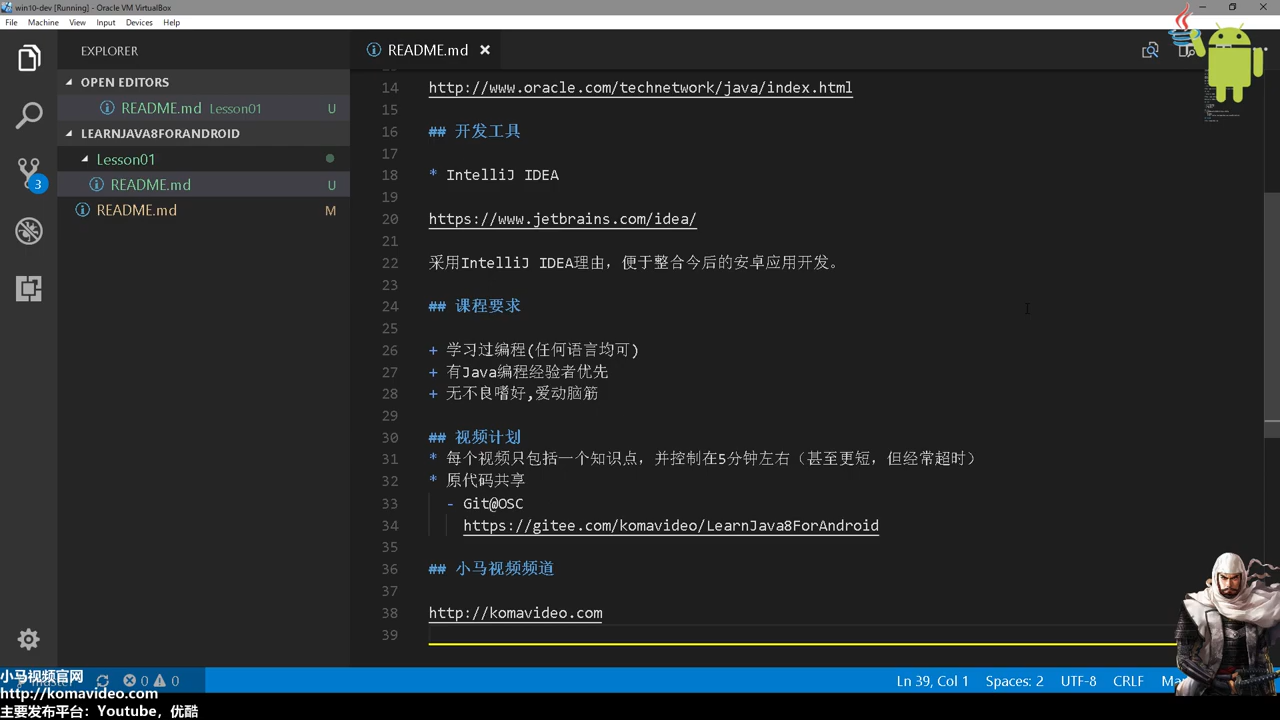 win10-dev [Running] - Oracle VM VirtualBox
File Machine View Input Devices Help
EXPLORER
OPEN EDITORS
README.md Lesson01 U
LEARNJAVA8FORANDROID
Lesson01
README.md U
README.md M
3
README.md
14 http://www.oracle.com/technetwork/java/index.html
15
16 ## 开发工具
17
18 * IntelliJ IDEA
19
20 https://www.jetbrains.com/idea/
21
22 采用IntelliJ IDEA理由，便于整合今后的安卓应用开发。
23
24 ## 课程要求
25
26 + 学习过编程(任何语言均可)
27 + 有Java编程经验者优先
28 + 无不良嗜好,爱动脑筋
29
30 ## 视频计划
31 * 每个视频只包括一个知识点，并控制在5分钟左右（甚至更短，但经常超时）
32 * 原代码共享
33 - Git@OSC
34 https://gitee.com/komavideo/LearnJava8ForAndroid
35
36 ## 小马视频频道
37
38 http://komavideo.com
39
0 0
Ln 39, Col 1 Spaces: 2 UTF-8 CRLF
小马视频官网
http://komavideo.com
主要发布平台：Youtube，优酷